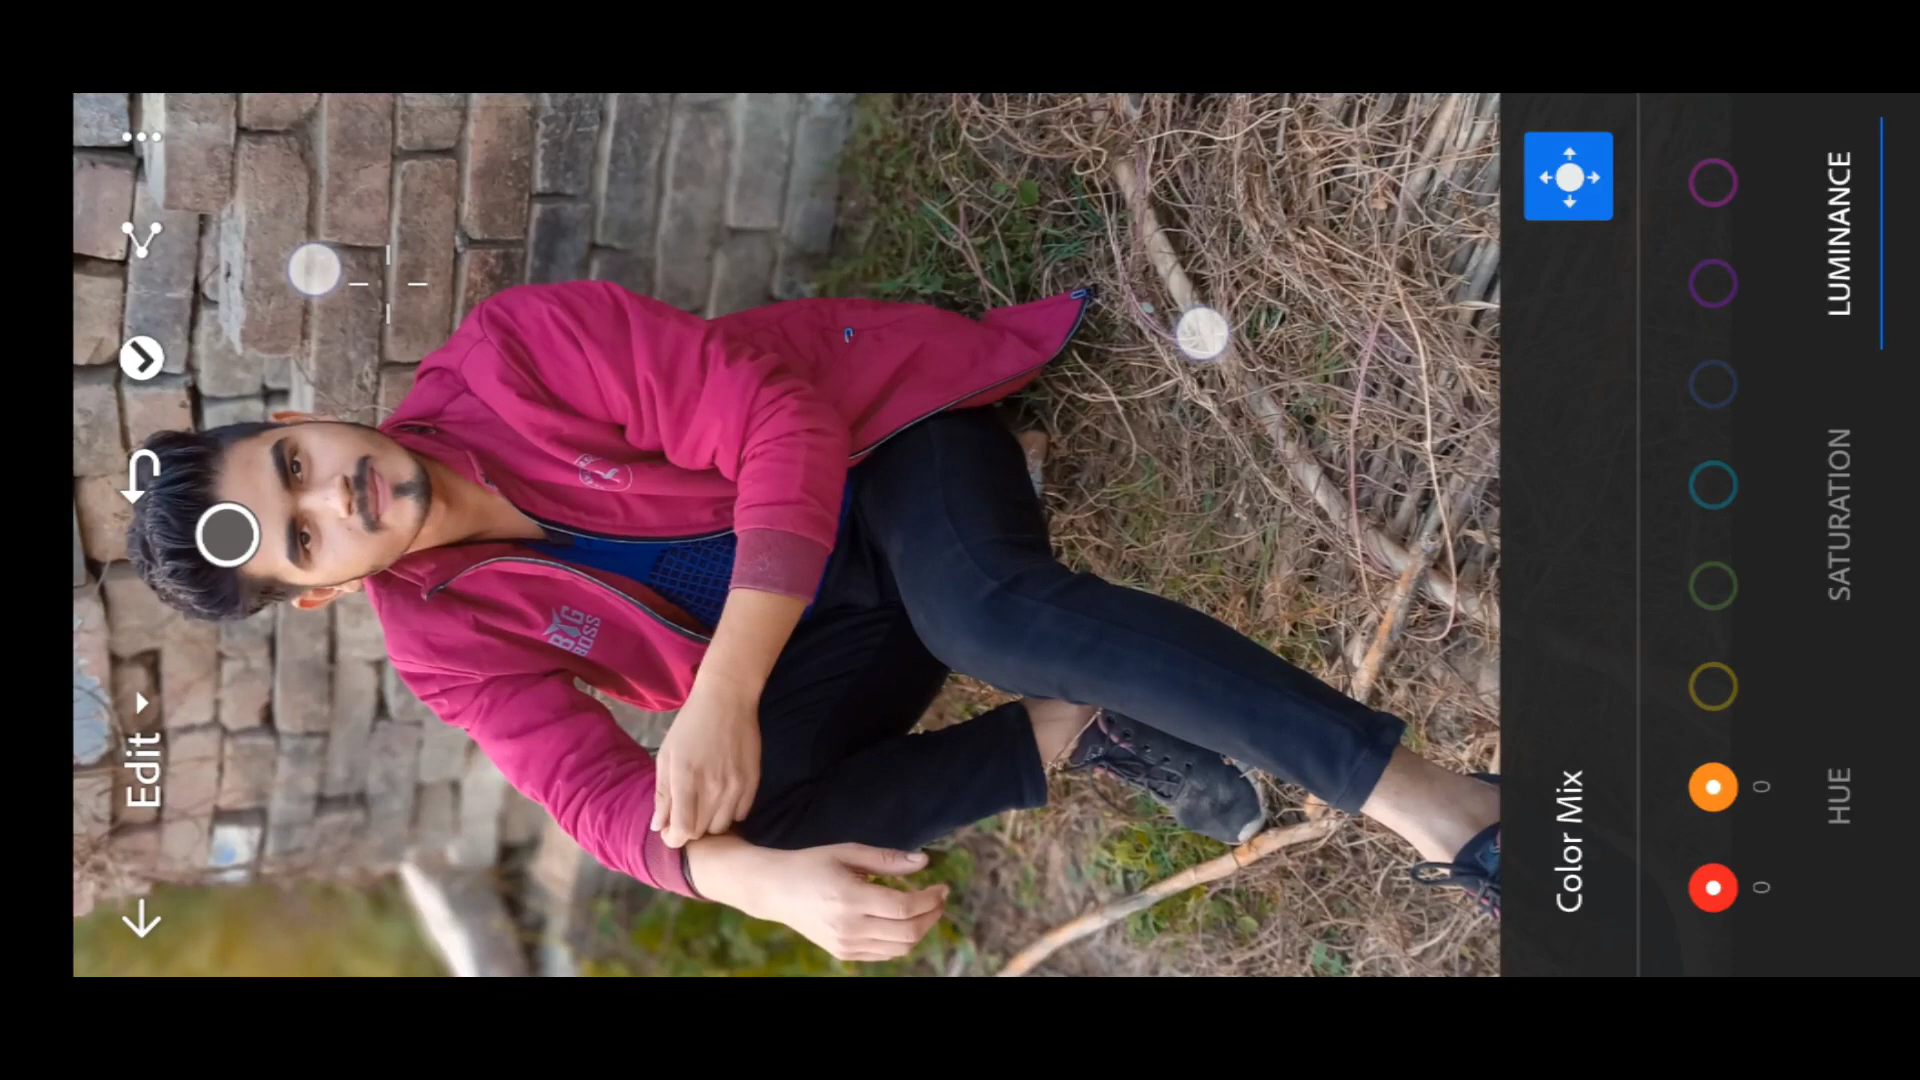 Edit
BIG
BOSS
Color Mix
0
0
HUE
SATURATION
LUMINANCE